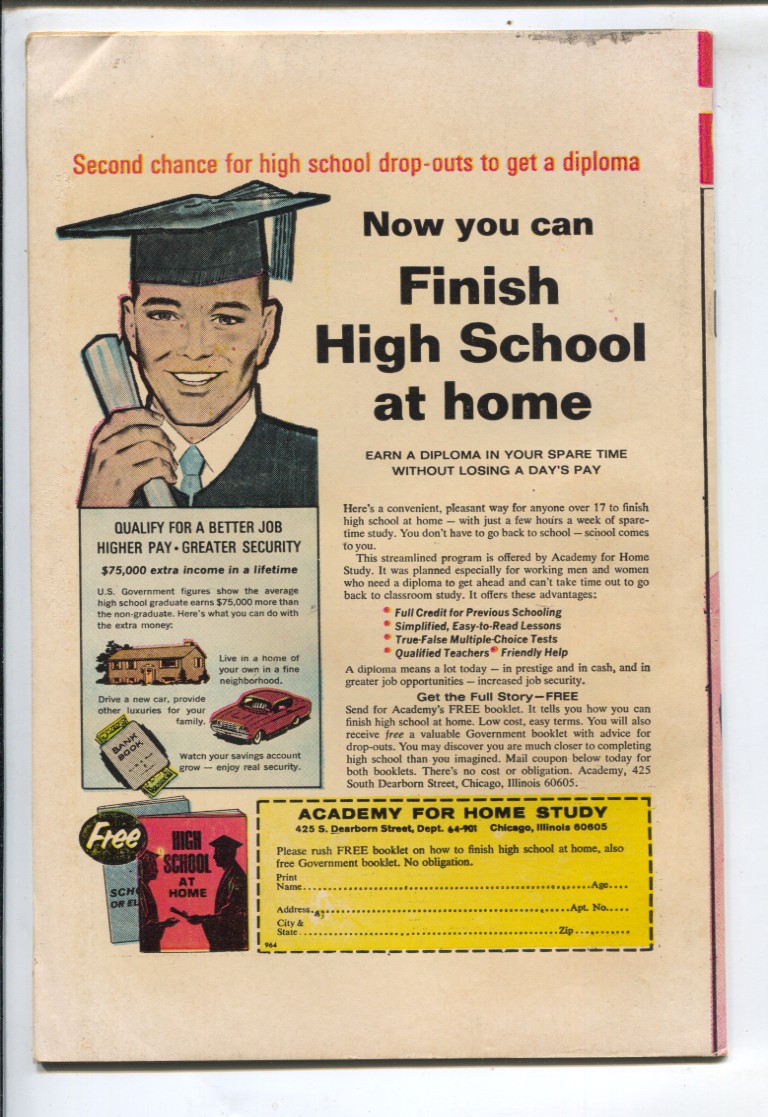 Second chance for high school drop-outs to get a diploma
Now you can
Finish
High School
at home
EARN A DIPLOMA IN YOUR SPARE TIME
WITHOUT LOSING A DAY'S PAY
Here's a convenient, pleasant way for anyone over 17 to finish
high school at home — with just a few hours a week of spare-
time study. You don't have to go back to school — school comes
to you.
This streamlined program is offered by Academy for Home
Study. It was planned especially for working men and women
who need a diploma to get ahead and can't take time out to go
back to classroom study. It offers these advantages:
• Full Credit for Previous Schooling
• Simplified, Easy-to-Read Lessons
• True-False Multiple-Choice Tests
• Qualified Teachers • Friendly Help
A diploma means a lot today — in prestige and in cash, and in
greater job opportunities — increased job security.
Get the Full Story—FREE
Send for Academy's FREE booklet. It tells you how you can
finish high school at home. Low cost, easy terms. You will also
receive free a valuable Government booklet with advice for
drop-outs. You may discover you are much closer to completing
high school than you imagined. Mail coupon below today for
both booklets. There's no cost or obligation. Academy, 425
South Dearborn Street, Chicago, Illinois 60605.
QUALIFY FOR A BETTER JOB
HIGHER PAY • GREATER SECURITY
$75,000 extra income in a lifetime
U.S. Government figures show the average
high school graduate earns $75,000 more than
the non-graduate. Here's what you can do with
the extra money:
Live in a home of
your own in a fine
neighborhood.
Drive a new car, provide
other luxuries for your
family.
BANK
BOOK
Watch your savings account
grow — enjoy real security.
Free
HIGH
SCHOOL
AT
HOME
SCHO
OR EL
ACADEMY FOR HOME STUDY
425 S. Dearborn Street, Dept. 64-901 Chicago, Illinois 60605
Please rush FREE booklet on how to finish high school at home, also
free Government booklet. No obligation.
Print
Name Age
Address Apt. No.
City &
State Zip
964